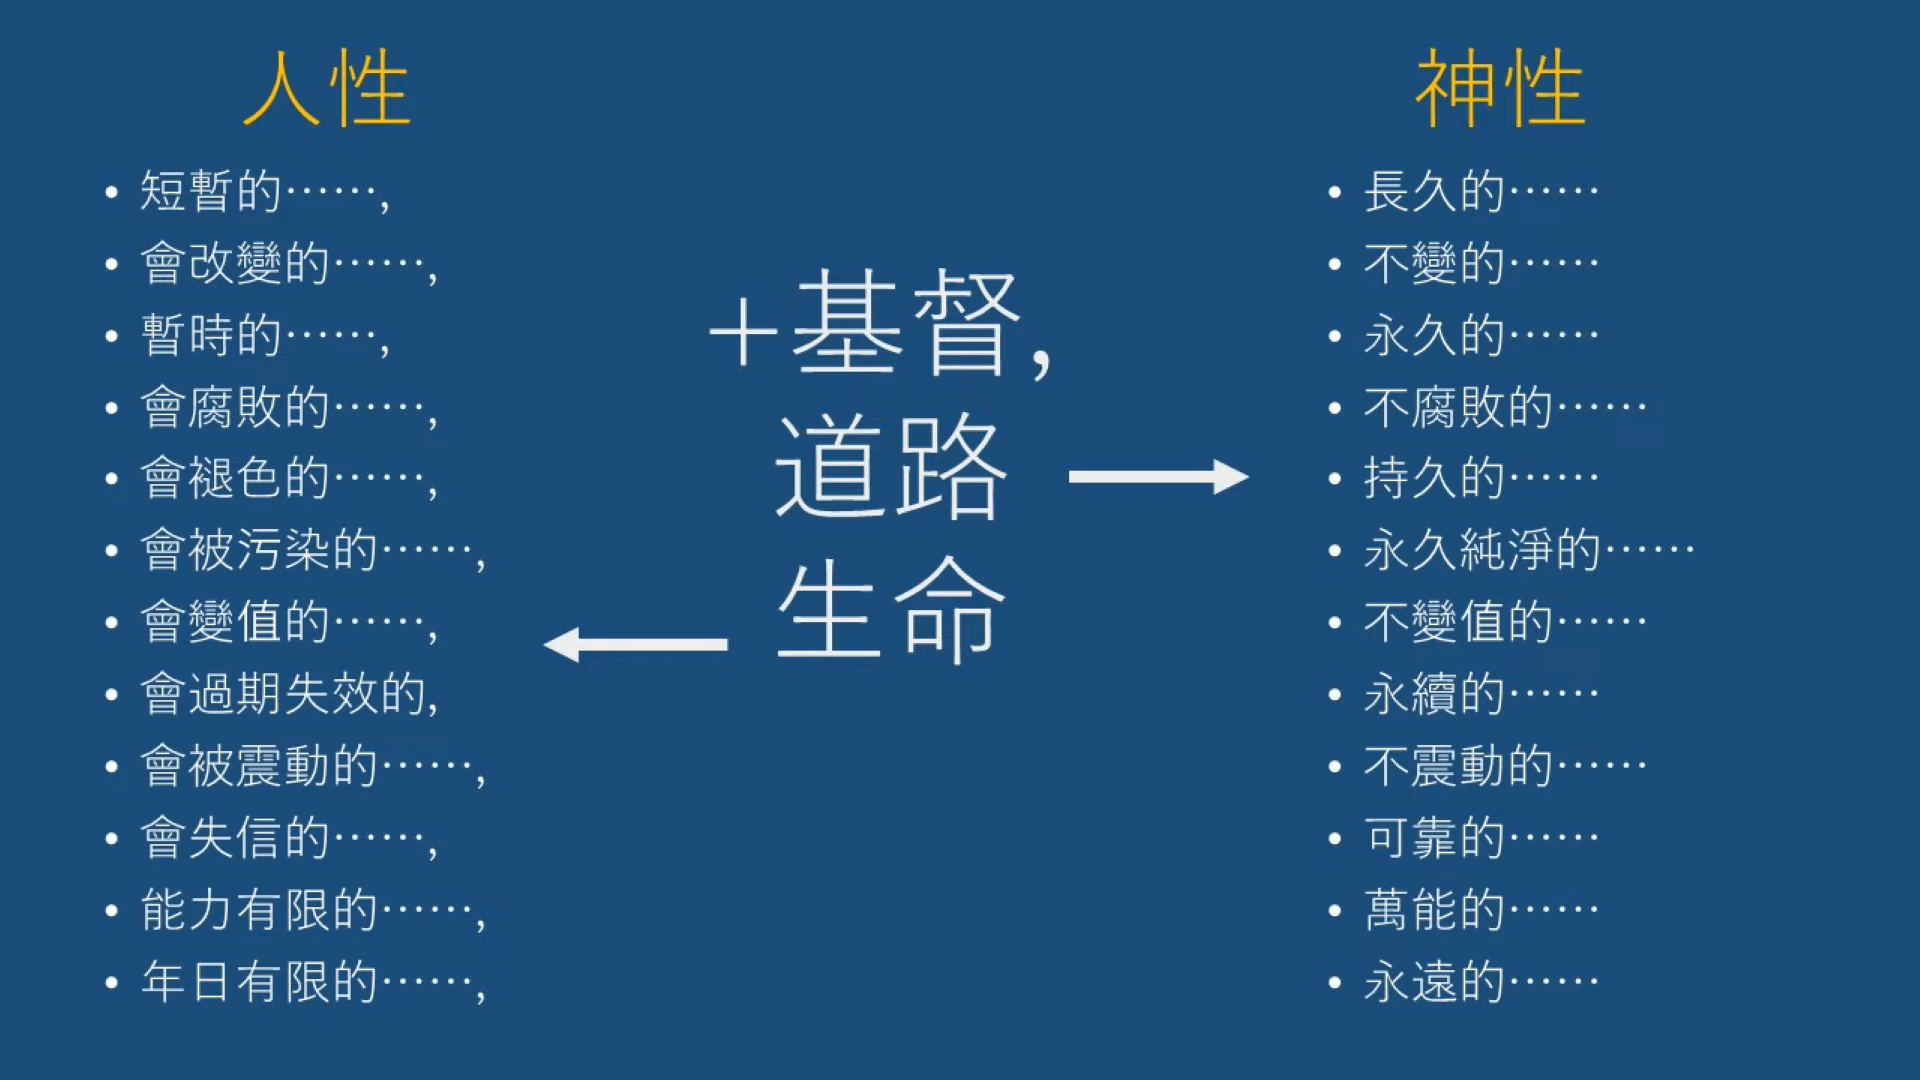 人性
• 短暫的……,
• 會改變的……,
• 暫時的……,
• 會腐敗的……,
• 會褪色的……,
• 會被污染的……,
• 會變值的……,
• 會過期失效的,
• 會被震動的……,
• 會失信的……,
• 能力有限的……,
• 年日有限的……,
+基督,
道路
生命
神性
• 長久的……
• 不變的……
• 永久的……
• 不腐敗的……
• 持久的……
• 永久純淨的……
• 不變值的……
• 永續的……
• 不震動的……
• 可靠的……
• 萬能的……
• 永遠的……